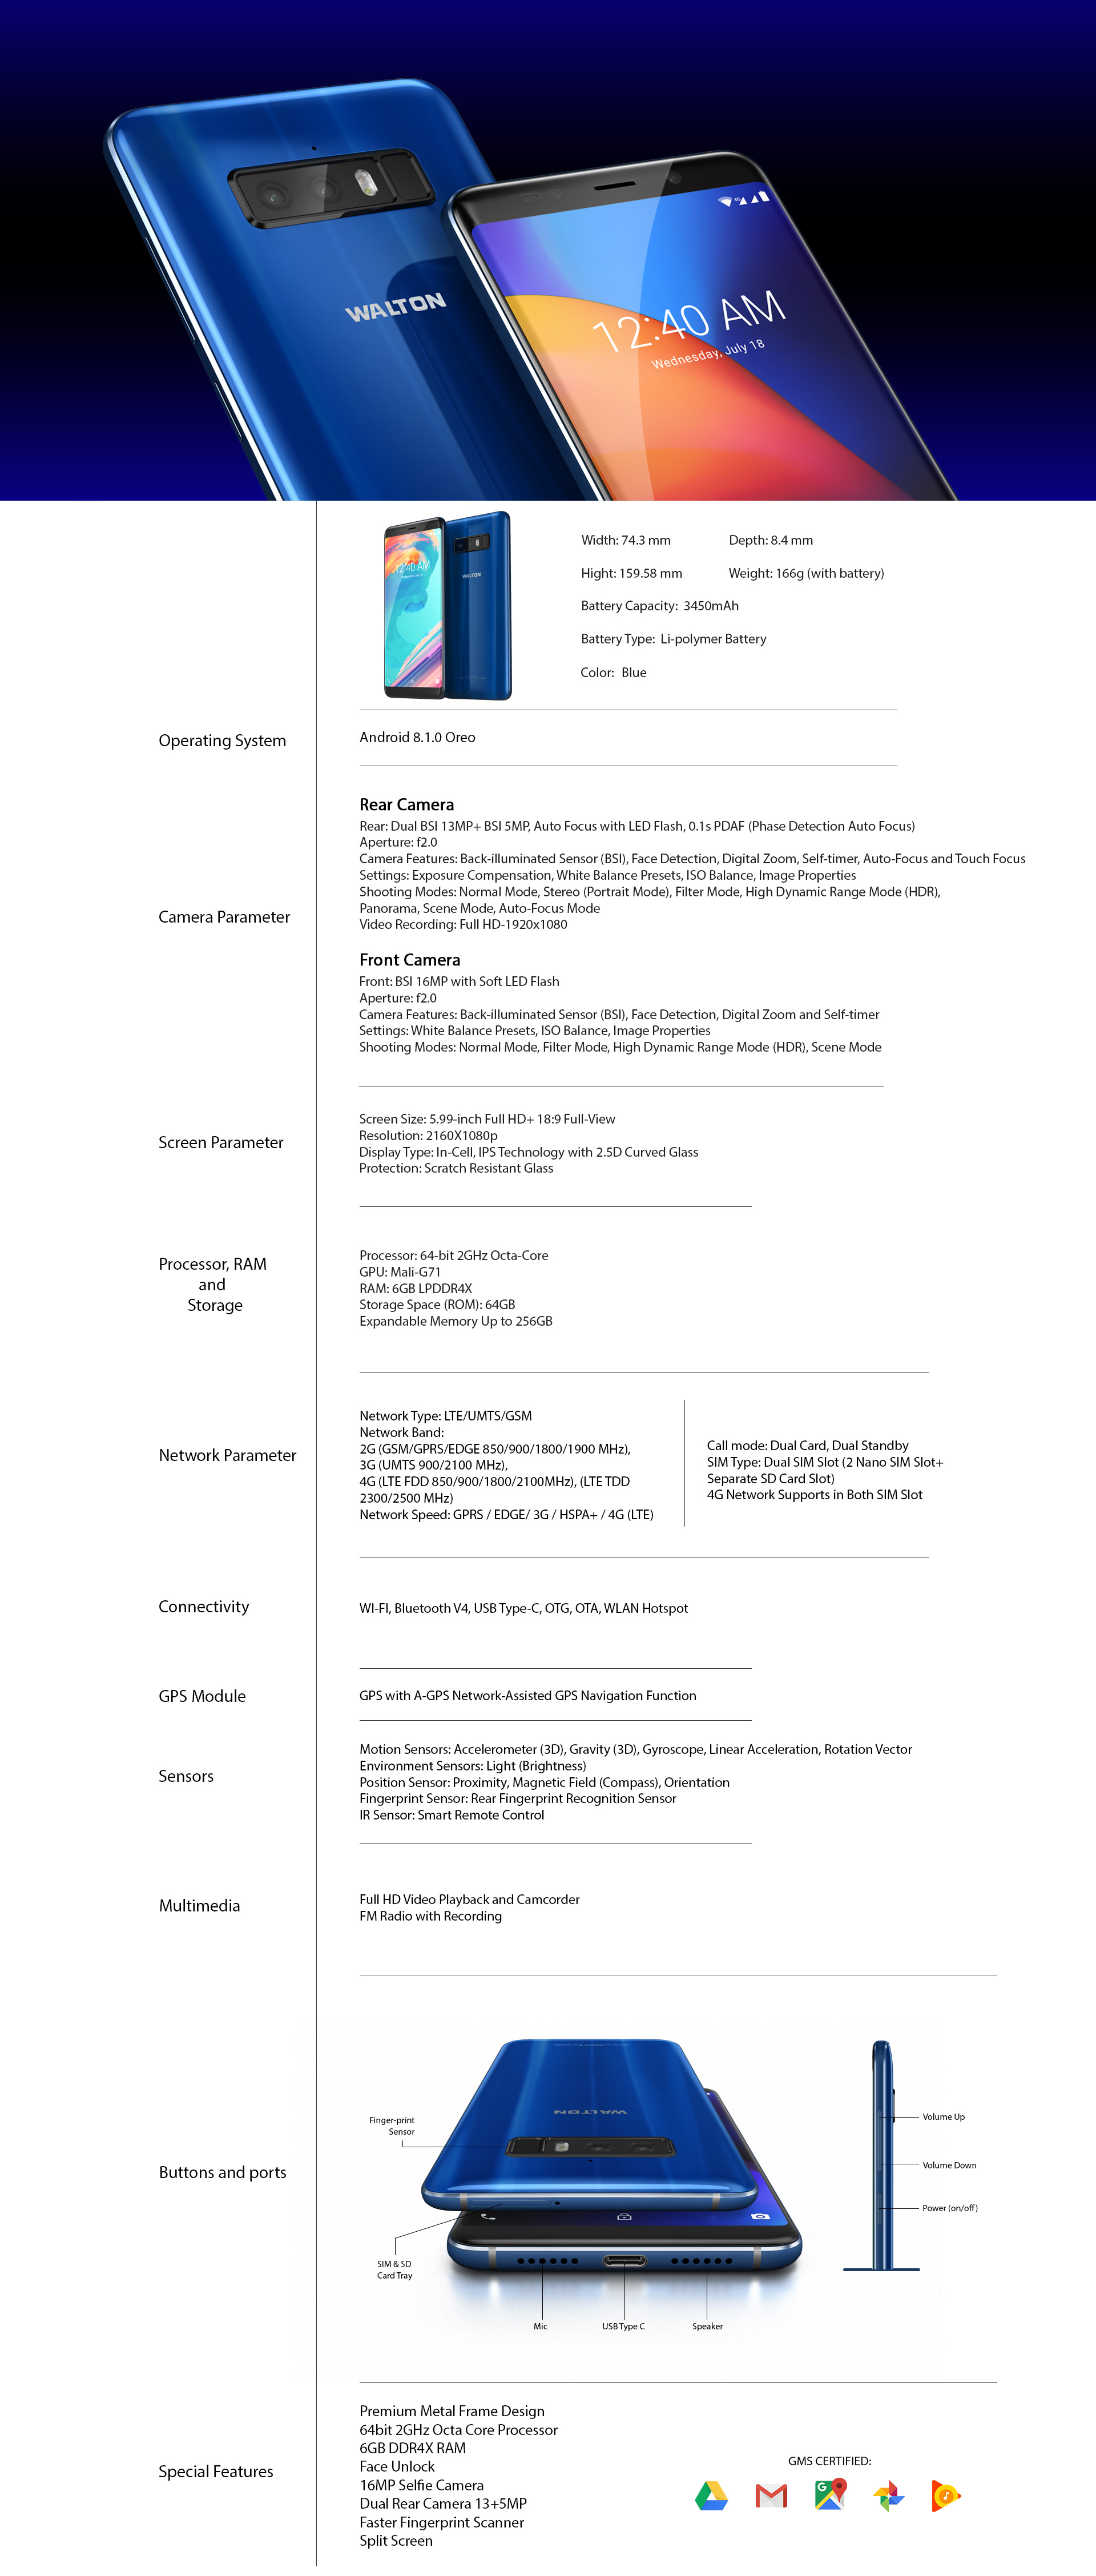 WALTON
4G
12:40 AM
Wednesday, July 18
12:40 AM
WALTON
Width: 74.3 mm
Depth: 8.4 mm
Hight: 159.58 mm
Weight: 166g (with battery)
Battery Capacity: 3450mAh
Battery Type: Li-polymer Battery
Color: Blue
Operating System
Android 8.1.0 Oreo
Camera Parameter
Rear Camera
Rear: Dual BSI 13MP+ BSI 5MP, Auto Focus with LED Flash, 0.1s PDAF (Phase Detection Auto Focus)
Aperture: f2.0
Camera Features: Back-illuminated Sensor (BSI), Face Detection, Digital Zoom, Self-timer, Auto-Focus and Touch Focus
Settings: Exposure Compensation, White Balance Presets, ISO Balance, Image Properties
Shooting Modes: Normal Mode, Stereo (Portrait Mode), Filter Mode, High Dynamic Range Mode (HDR),
Panorama, Scene Mode, Auto-Focus Mode
Video Recording: Full HD-1920x1080
Front Camera
Front: BSI 16MP with Soft LED Flash
Aperture: f2.0
Camera Features: Back-illuminated Sensor (BSI), Face Detection, Digital Zoom and Self-timer
Settings: White Balance Presets, ISO Balance, Image Properties
Shooting Modes: Normal Mode, Filter Mode, High Dynamic Range Mode (HDR), Scene Mode
Screen Parameter
Screen Size: 5.99-inch Full HD+ 18:9 Full-View
Resolution: 2160X1080p
Display Type: In-Cell, IPS Technology with 2.5D Curved Glass
Protection: Scratch Resistant Glass
Processor, RAM
and
Storage
Processor: 64-bit 2GHz Octa-Core
GPU: Mali-G71
RAM: 6GB LPDDR4X
Storage Space (ROM): 64GB
Expandable Memory Up to 256GB
Network Parameter
Network Type: LTE/UMTS/GSM
Network Band:
2G (GSM/GPRS/EDGE 850/900/1800/1900 MHz),
3G (UMTS 900/2100 MHz),
4G (LTE FDD 850/900/1800/2100MHz), (LTE TDD
2300/2500 MHz)
Network Speed: GPRS / EDGE/ 3G / HSPA+ / 4G (LTE)
Call mode: Dual Card, Dual Standby
SIM Type: Dual SIM Slot (2 Nano SIM Slot+
Separate SD Card Slot)
4G Network Supports in Both SIM Slot
Connectivity
WI-FI, Bluetooth V4, USB Type-C, OTG, OTA, WLAN Hotspot
GPS Module
GPS with A-GPS Network-Assisted GPS Navigation Function
Sensors
Motion Sensors: Accelerometer (3D), Gravity (3D), Gyroscope, Linear Acceleration, Rotation Vector
Environment Sensors: Light (Brightness)
Position Sensor: Proximity, Magnetic Field (Compass), Orientation
Fingerprint Sensor: Rear Fingerprint Recognition Sensor
IR Sensor: Smart Remote Control
Multimedia
Full HD Video Playback and Camcorder
FM Radio with Recording
Buttons and ports
WALTON
Finger-print
Sensor
SIM & SD
Card Tray
Mic
USB Type C
Speaker
Volume Up
Volume Down
Power (on/off)
Special Features
Premium Metal Frame Design
64bit 2GHz Octa Core Processor
6GB DDR4X RAM
Face Unlock
16MP Selfie Camera
Dual Rear Camera 13+5MP
Faster Fingerprint Scanner
Split Screen
GMS CERTIFIED:
G